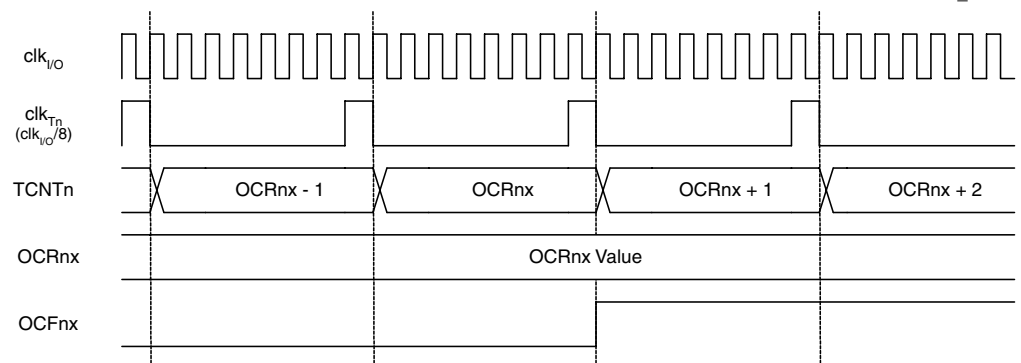 clkI/O
clkTn
(clkI/O/8)
TCNTn OCRnx - 1 OCRnx OCRnx + 1 OCRnx + 2
OCRnx OCRnx Value
OCFnx